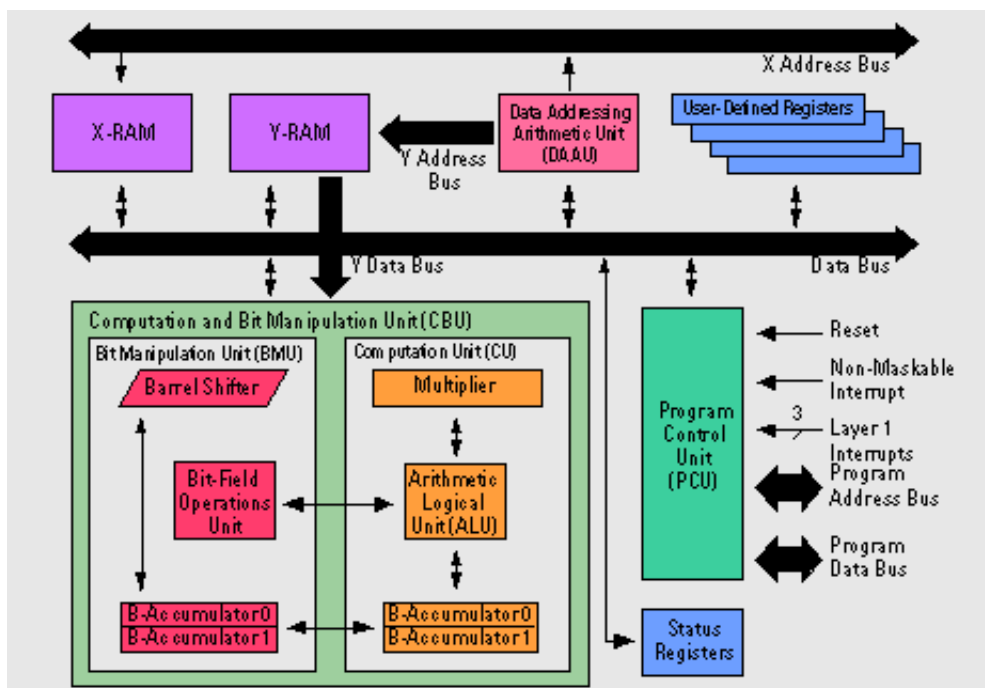 X Address Bus
X-RAM
Y-RAM
Data Addressing
Arithmetic Unit
(DAAU)
User-Defined Registers
Y Address
Bus
Y Data Bus
Data Bus
Computation and Bit Manipulation Unit(CBU)
Bit Manipulation Unit(BMU)
Computation Unit(CU)
Barrel Shifter
Multiplier
Bit-Field
Operations
Unit
Arithmetic
Logical
Unit(ALU)
B-Accumulator0
B-Accumulator1
B-Accumulator0
B-Accumulator1
Program
Control
Unit
(PCU)
Reset
Non-Maskable
Interrupt
3
Layer 1
Interrupts
Program
Address Bus
Program
Data Bus
Status
Registers